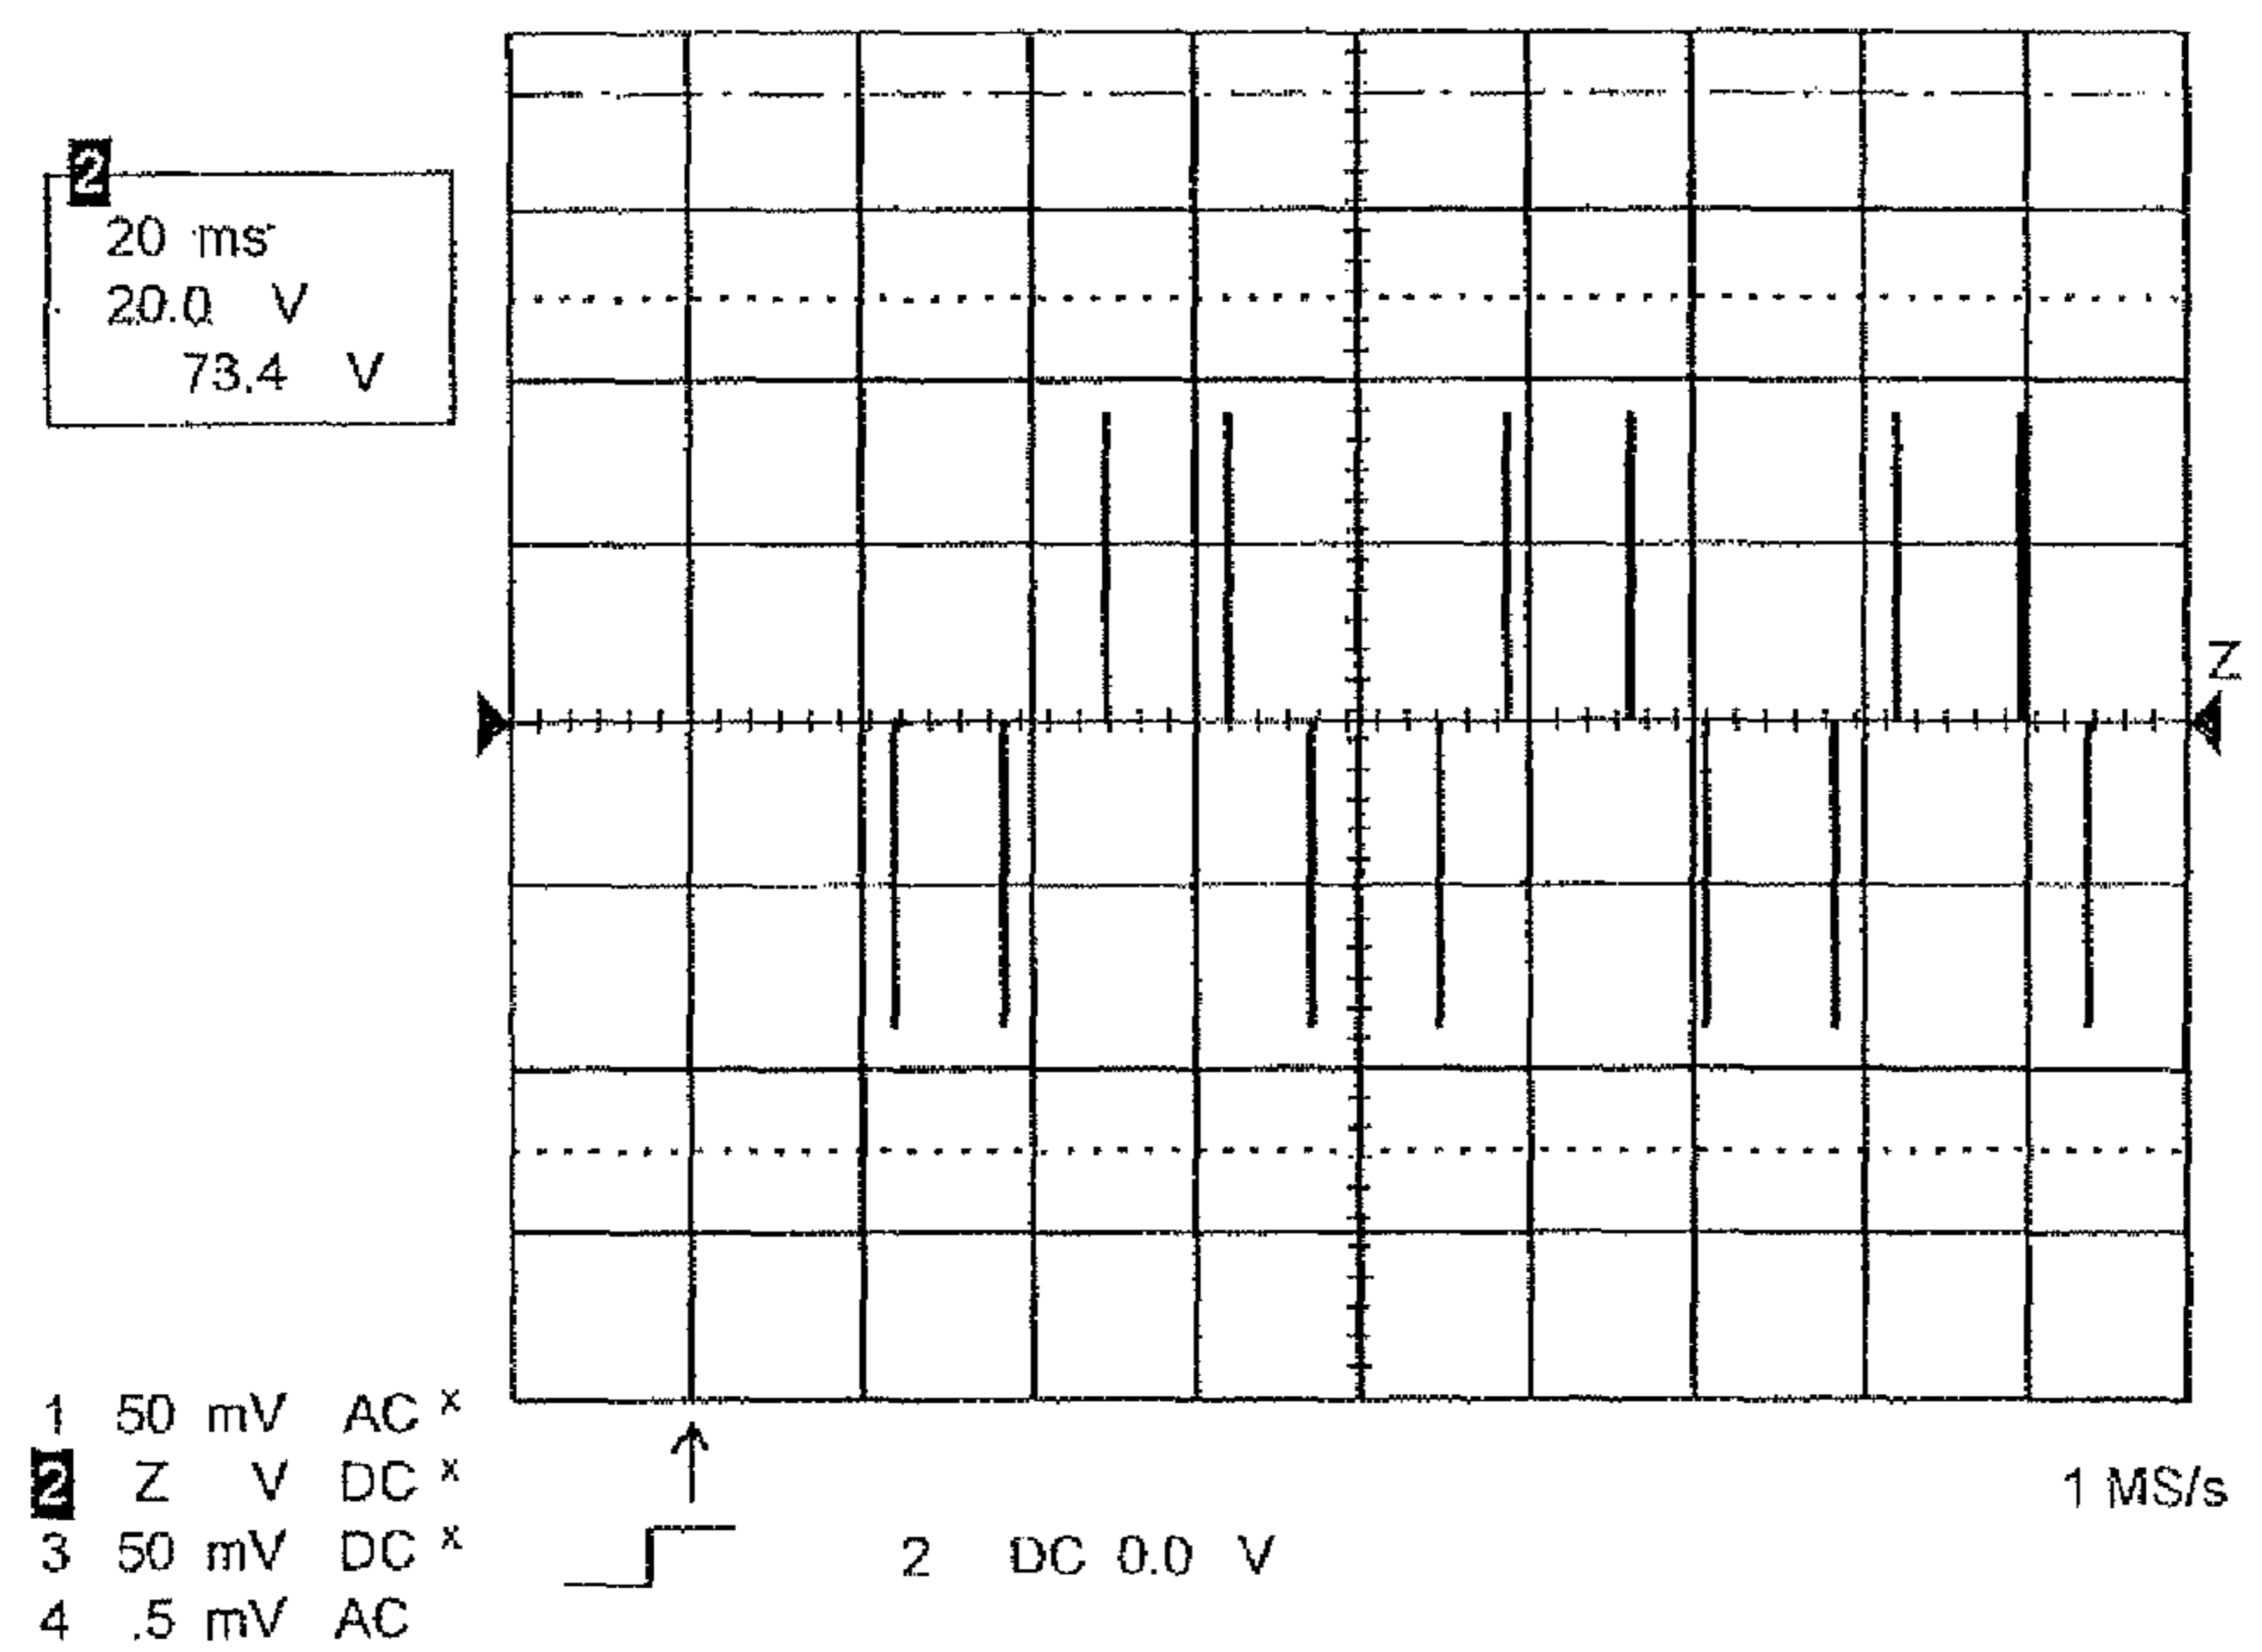 2
20 ms
20.0 V
73.4 V
Z
1 50 mV AC x
2 Z V DC x
3 50 mV DC x
4 .5 mV AC
2 DC 0.0 V
1 MS/s